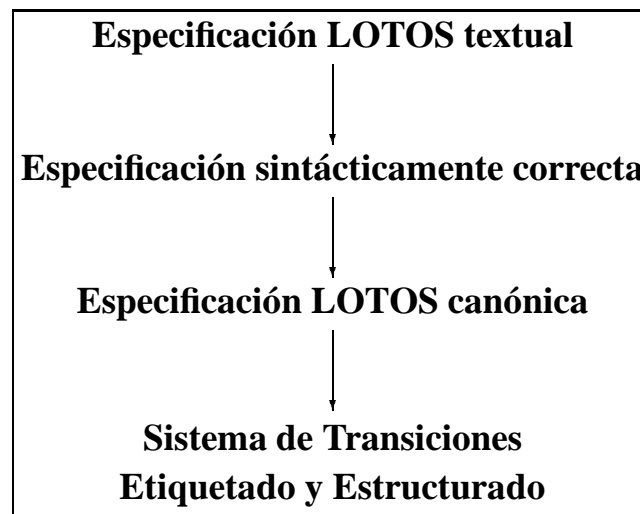 Especificación LOTOS textual
Especificación sintácticamente correcta
Especificación LOTOS canónica
Sistema de Transiciones
Etiquetado y Estructurado